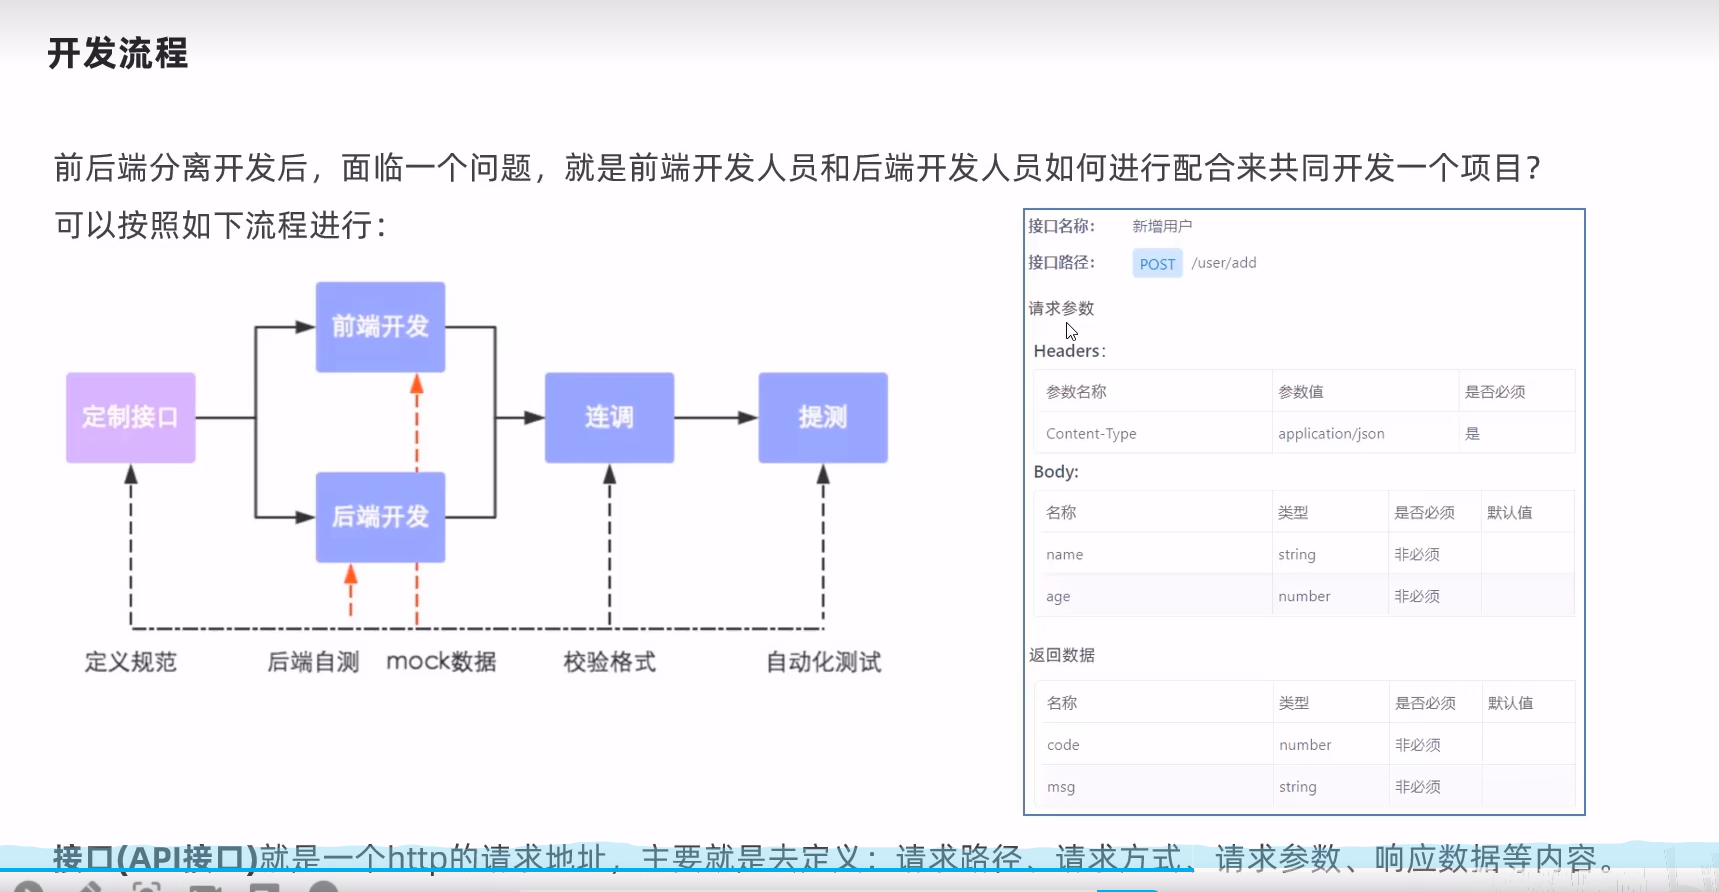 开发流程
前后端分离开发后，面临一个问题，就是前端开发人员和后端开发人员如何进行配合来共同开发一个项目？
可以按照如下流程进行：
定制接口
前端开发
后端开发
连调
提测
定义规范
后端自测
mock数据
校验格式
自动化测试
接口名称： 新增用户
接口路径： POST /user/add
请求参数
Headers：
参数名称 参数值 是否必须
Content-Type application/json 是
Body:
名称 类型 是否必须 默认值
name string 非必须
age number 非必须
返回数据
名称 类型 是否必须 默认值
code number 非必须
msg string 非必须
接口(API接口)就是一个http的请求地址，主要就是去定义：请求路径、请求方式、请求参数、响应数据等内容。